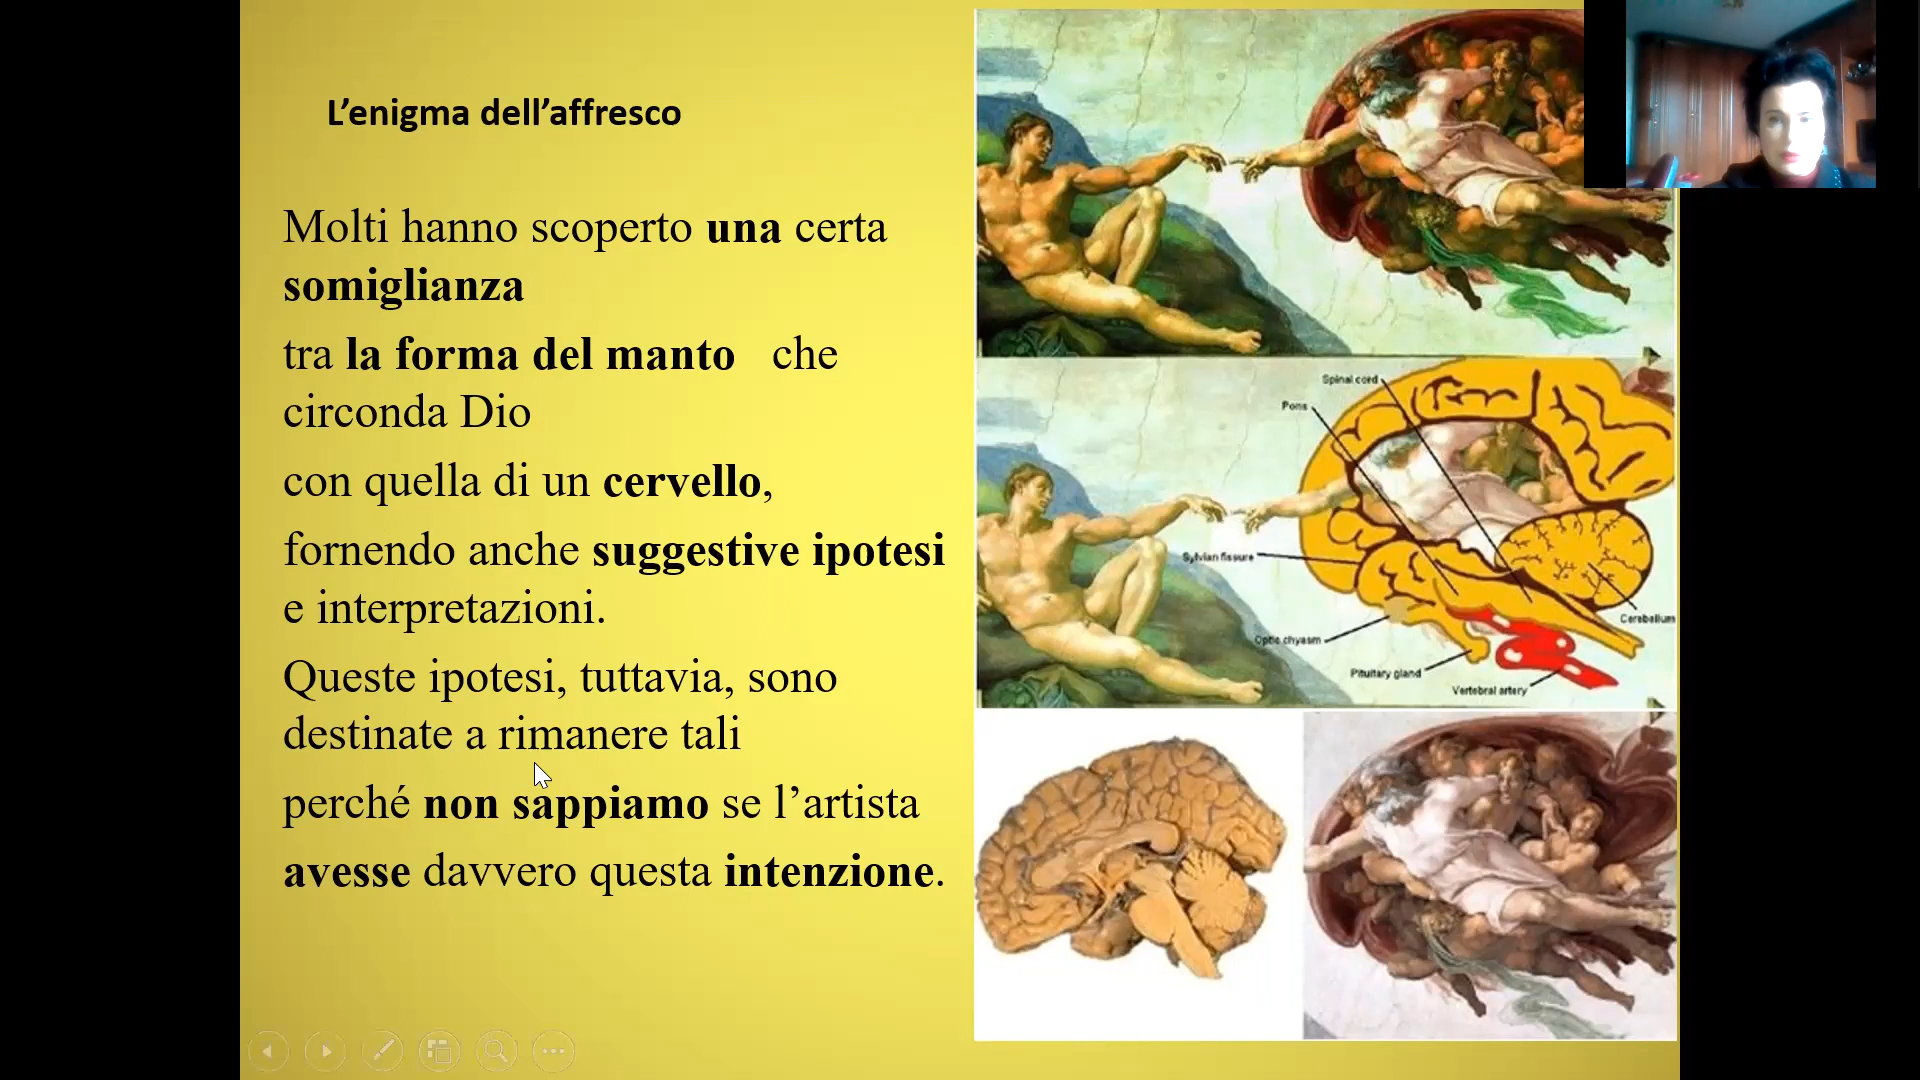 L’enigma dell’affresco
Molti hanno scoperto una certa
somiglianza
tra la forma del manto che
circonda Dio
con quella di un cervello,
fornendo anche suggestive ipotesi
e interpretazioni.
Queste ipotesi, tuttavia, sono
destinate a rimanere tali
perché non sappiamo se l’artista
avesse davvero questa intenzione.
Spinal cord
Pons
Sylvian fissure
Cerebellum
Optic chyasm
Pituitary gland
Vertebral artery